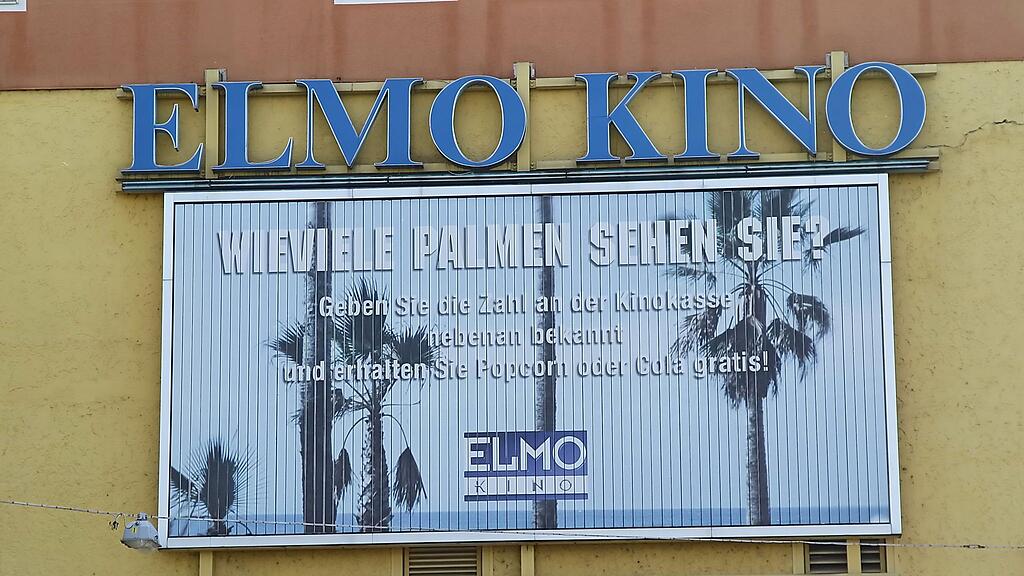 ELMO KINO
WIEVIELE PALMEN SEHEN SIE?
Geben Sie die Zahl an der Kinokasse
nebenan bekannt
und erhalten Sie Popcorn oder Cola gratis!
ELMO
KINO